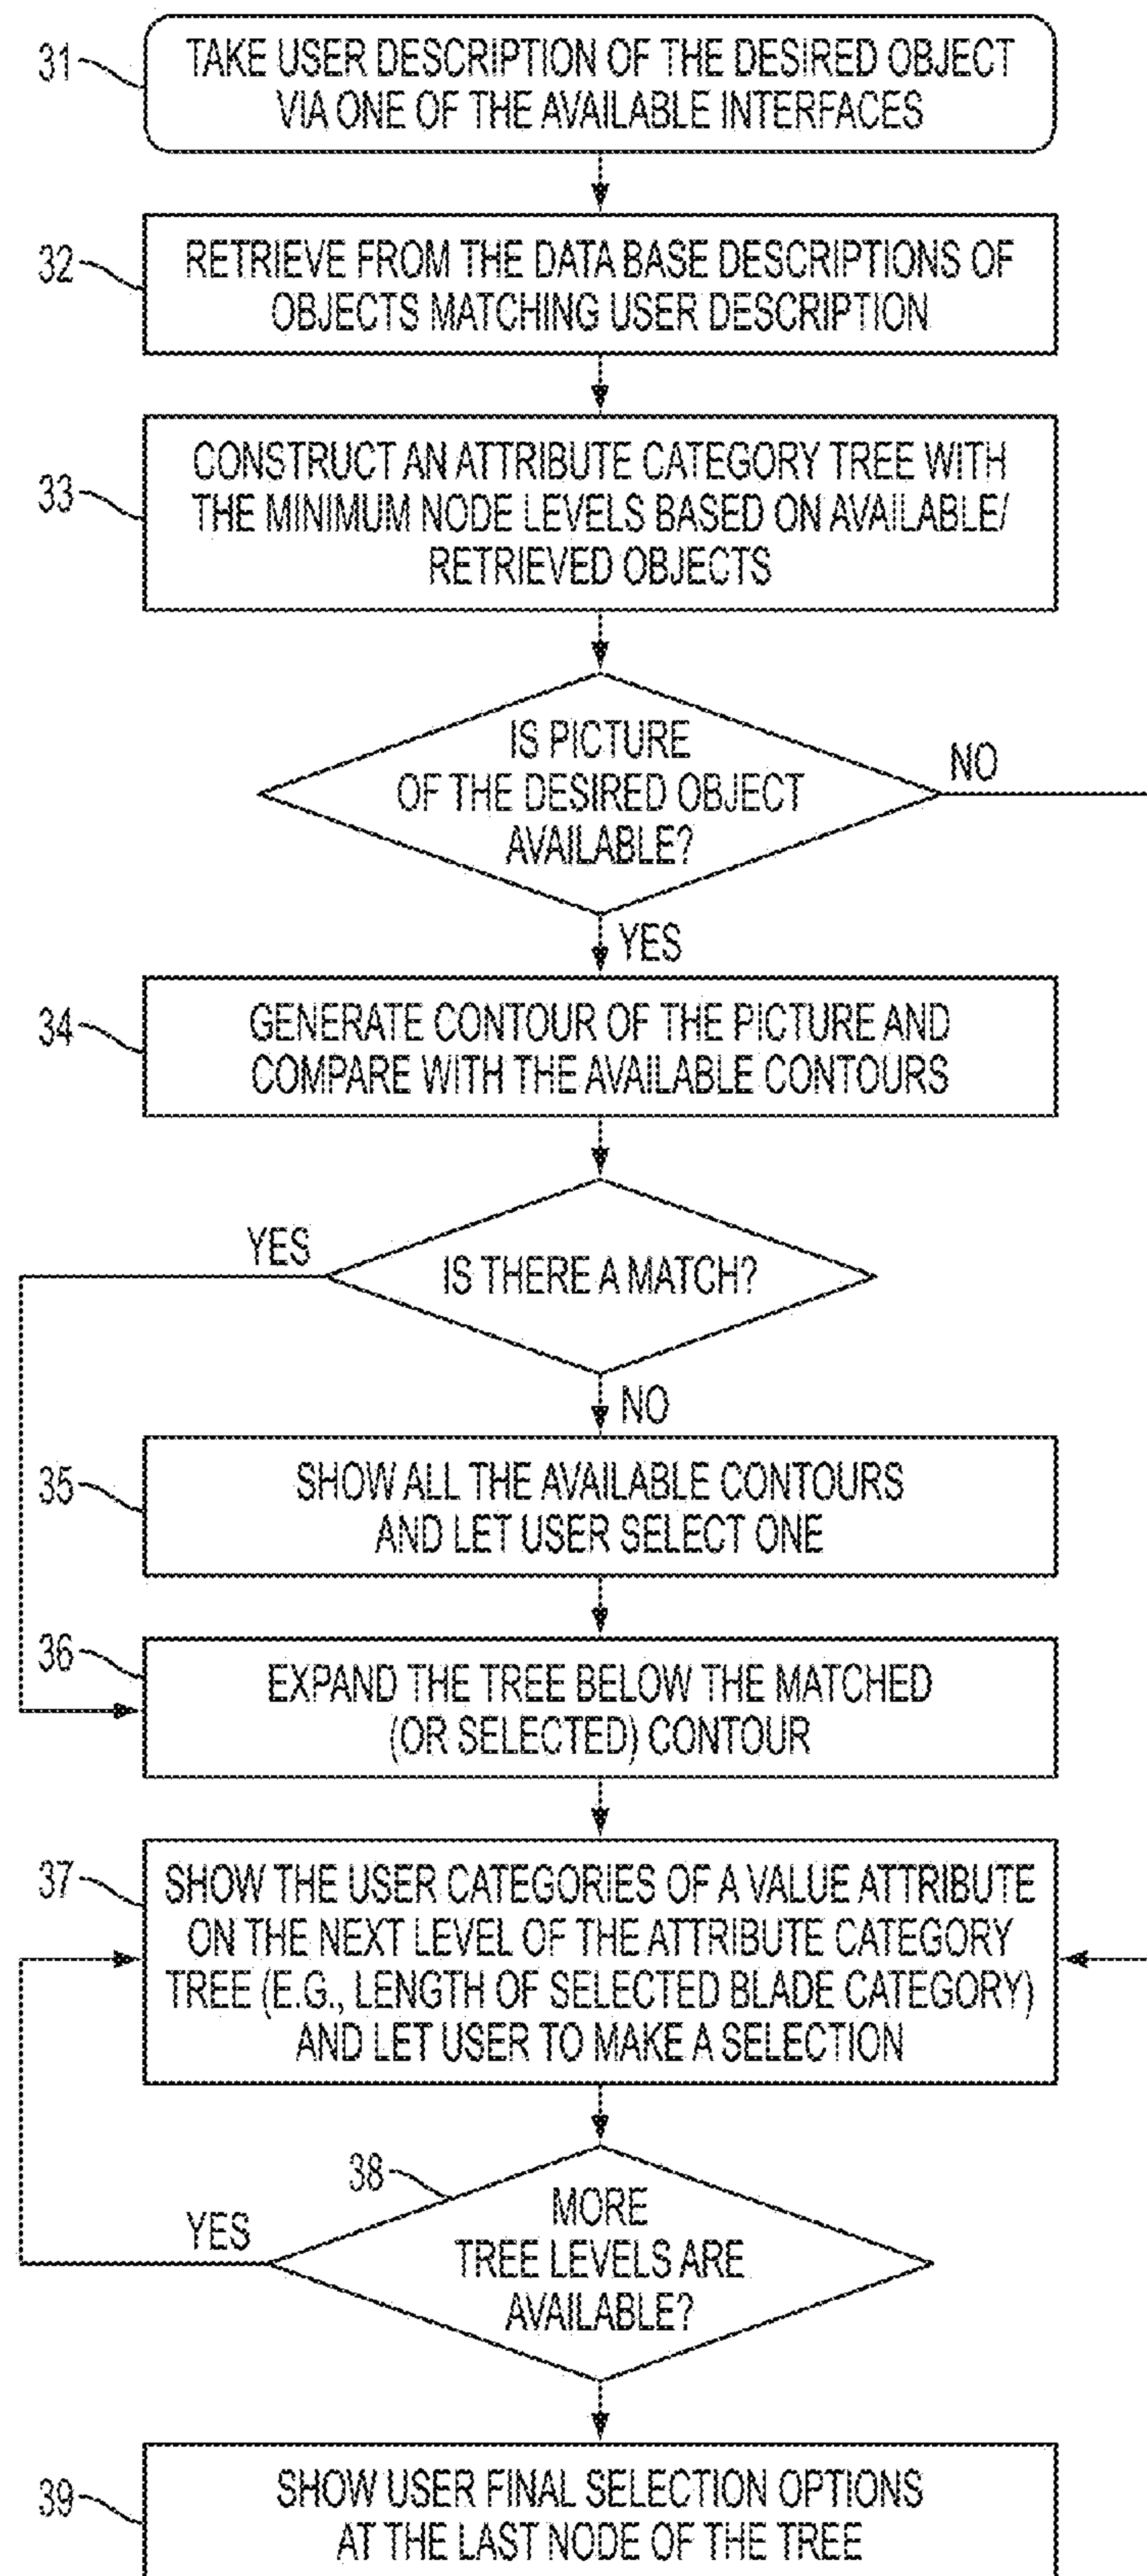 31
TAKE USER DESCRIPTION OF THE DESIRED OBJECT
VIA ONE OF THE AVAILABLE INTERFACES
32
RETRIEVE FROM THE DATA BASE DESCRIPTIONS OF
OBJECTS MATCHING USER DESCRIPTION
33
CONSTRUCT AN ATTRIBUTE CATEGORY TREE WITH
THE MINIMUM NODE LEVELS BASED ON AVAILABLE/
RETRIEVED OBJECTS
IS PICTURE
OF THE DESIRED OBJECT
AVAILABLE?
NO
YES
34
GENERATE CONTOUR OF THE PICTURE AND
COMPARE WITH THE AVAILABLE CONTOURS
YES
IS THERE A MATCH?
NO
35
SHOW ALL THE AVAILABLE CONTOURS
AND LET USER SELECT ONE
36
EXPAND THE TREE BELOW THE MATCHED
(OR SELECTED) CONTOUR
37
SHOW THE USER CATEGORIES OF A VALUE ATTRIBUTE
ON THE NEXT LEVEL OF THE ATTRIBUTE CATEGORY
TREE (E.G., LENGTH OF SELECTED BLADE CATEGORY)
AND LET USER TO MAKE A SELECTION
38
YES
MORE
TREE LEVELS ARE
AVAILABLE?
39
SHOW USER FINAL SELECTION OPTIONS
AT THE LAST NODE OF THE TREE